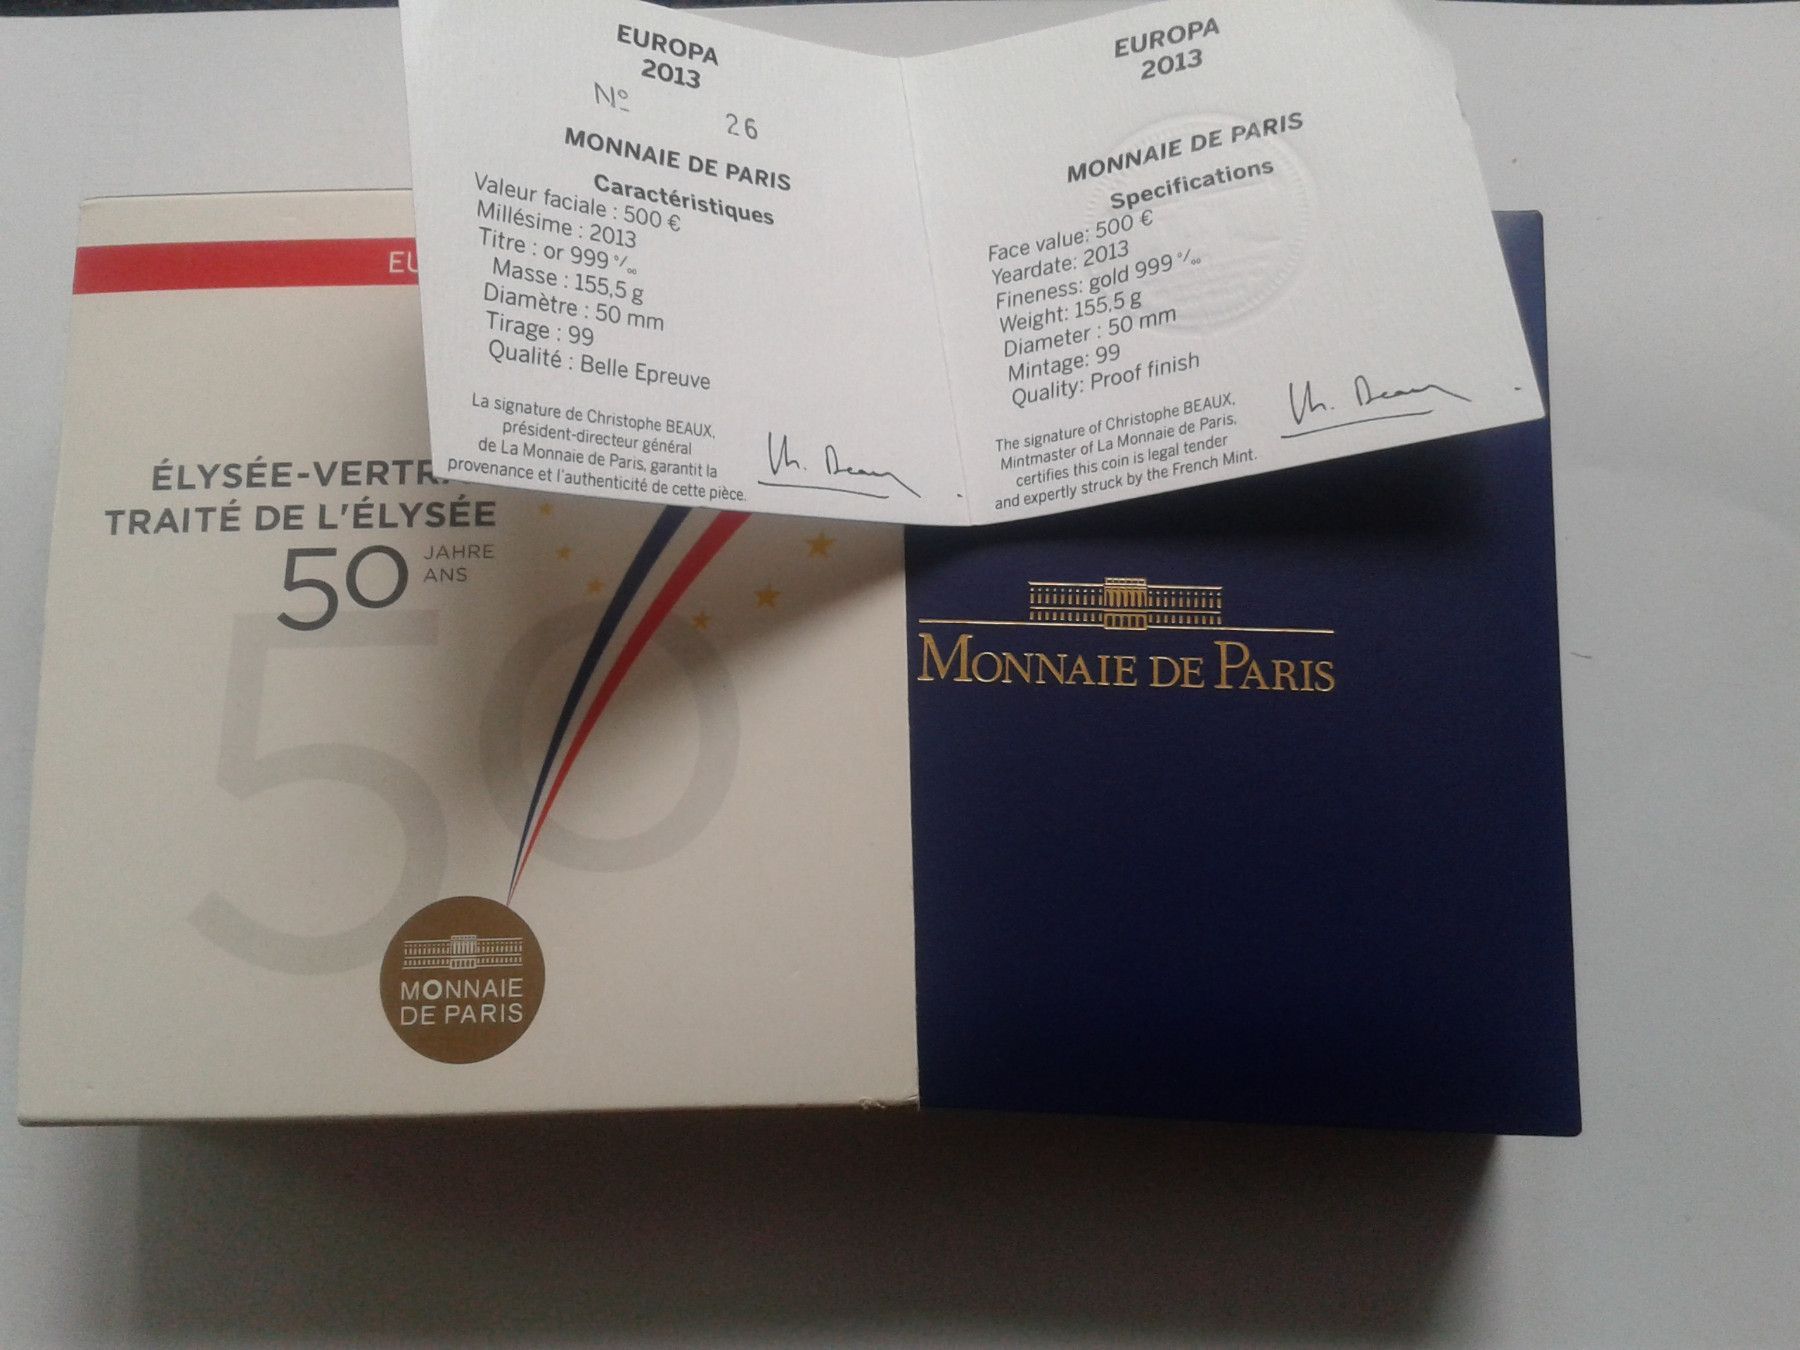 EUROPA
2013
Nº 26
MONNAIE DE PARIS
Caractéristiques
Valeur faciale : 500 €
Millésime : 2013
Titre : or 999 ‰
Masse : 155,5 g
Diamètre : 50 mm
Tirage : 99
Qualité : Belle Epreuve
La signature de Christophe BEAUX,
président-directeur général
de La Monnaie de Paris, garantit la
provenance et l'authenticité de cette pièce.
EUROPA
2013
MONNAIE DE PARIS
Specifications
Face value: 500 €
Yeardate: 2013
Fineness: gold 999 ‰
Weight: 155,5 g
Diameter : 50 mm
Mintage: 99
Quality: Proof finish
The signature of Christophe BEAUX,
Mintmaster of La Monnaie de Paris,
certifies this coin is legal tender
and expertly struck by the French Mint.
ÉLYSÉE-VERTR
TRAITÉ DE L'ÉLYSÉE
50 JAHRE
ANS
50
MONNAIE
DE PARIS
MONNAIE DE PARIS